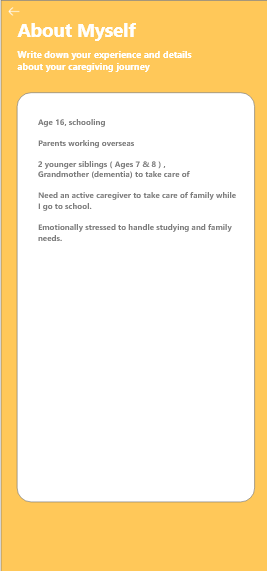 About Myself
Write down your experience and details
about your caregiving journey
Age 16, schooling
Parents working overseas
2 younger siblings ( Ages 7 & 8 ) ,
Grandmother (dementia) to take care of
Need an active caregiver to take care of family while
I go to school.
Emotionally stressed to handle studying and family
needs.